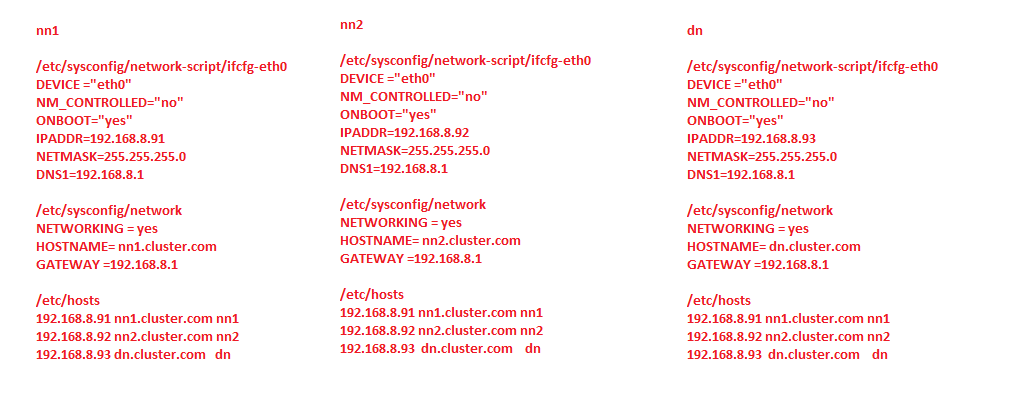 nn1
/etc/sysconfig/network-script/ifcfg-eth0
DEVICE ="eth0"
NM_CONTROLLED="no"
ONBOOT="yes"
IPADDR=192.168.8.91
NETMASK=255.255.255.0
DNS1=192.168.8.1
/etc/sysconfig/network
NETWORKING = yes
HOSTNAME= nn1.cluster.com
GATEWAY =192.168.8.1
/etc/hosts
192.168.8.91 nn1.cluster.com nn1
192.168.8.92 nn2.cluster.com nn2
192.168.8.93 dn.cluster.com dn
nn2
/etc/sysconfig/network-script/ifcfg-eth0
DEVICE ="eth0"
NM_CONTROLLED="no"
ONBOOT="yes"
IPADDR=192.168.8.92
NETMASK=255.255.255.0
DNS1=192.168.8.1
/etc/sysconfig/network
NETWORKING = yes
HOSTNAME= nn2.cluster.com
GATEWAY =192.168.8.1
/etc/hosts
192.168.8.91 nn1.cluster.com nn1
192.168.8.92 nn2.cluster.com nn2
192.168.8.93 dn.cluster.com dn
dn
/etc/sysconfig/network-script/ifcfg-eth0
DEVICE ="eth0"
NM_CONTROLLED="no"
ONBOOT="yes"
IPADDR=192.168.8.93
NETMASK=255.255.255.0
DNS1=192.168.8.1
/etc/sysconfig/network
NETWORKING = yes
HOSTNAME= dn.cluster.com
GATEWAY =192.168.8.1
/etc/hosts
192.168.8.91 nn1.cluster.com nn1
192.168.8.92 nn2.cluster.com nn2
192.168.8.93 dn.cluster.com dn